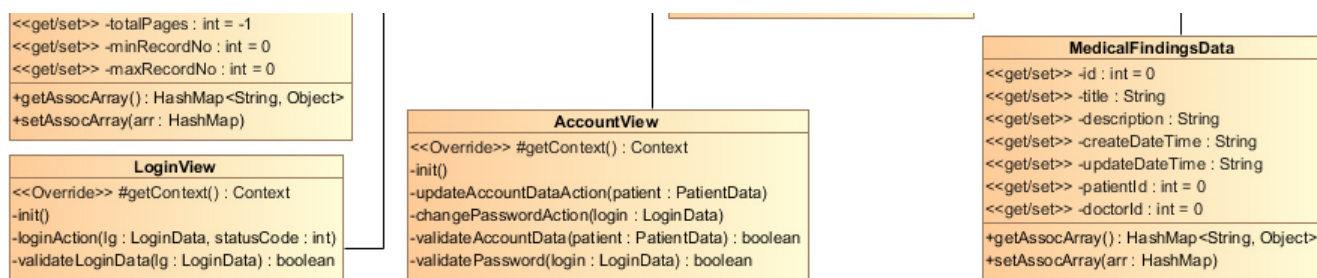 <<get/set>> -totalPages : int = -1
<<get/set>> -minRecordNo : int = 0
<<get/set>> -maxRecordNo : int = 0
+getAssocArray() : HashMap<String, Object>
+setAssocArray(arr : HashMap)
LoginView
<<Override>> #getContext() : Context
-init()
-loginAction(lg : LoginData, statusCode : int)
-validateLoginData(lg : LoginData) : boolean
AccountView
<<Override>> #getContext() : Context
-init()
-updateAccountDataAction(patient : PatientData)
-changePasswordAction(login : LoginData)
-validateAccountData(patient : PatientData) : boolean
-validatePassword(login : LoginData) : boolean
MedicalFindingsData
<<get/set>> -id : int = 0
<<get/set>> -title : String
<<get/set>> -description : String
<<get/set>> -createDateTime : String
<<get/set>> -updateDateTime : String
<<get/set>> -patientId : int = 0
<<get/set>> -doctorId : int = 0
+getAssocArray() : HashMap<String, Object>
+setAssocArray(arr : HashMap)